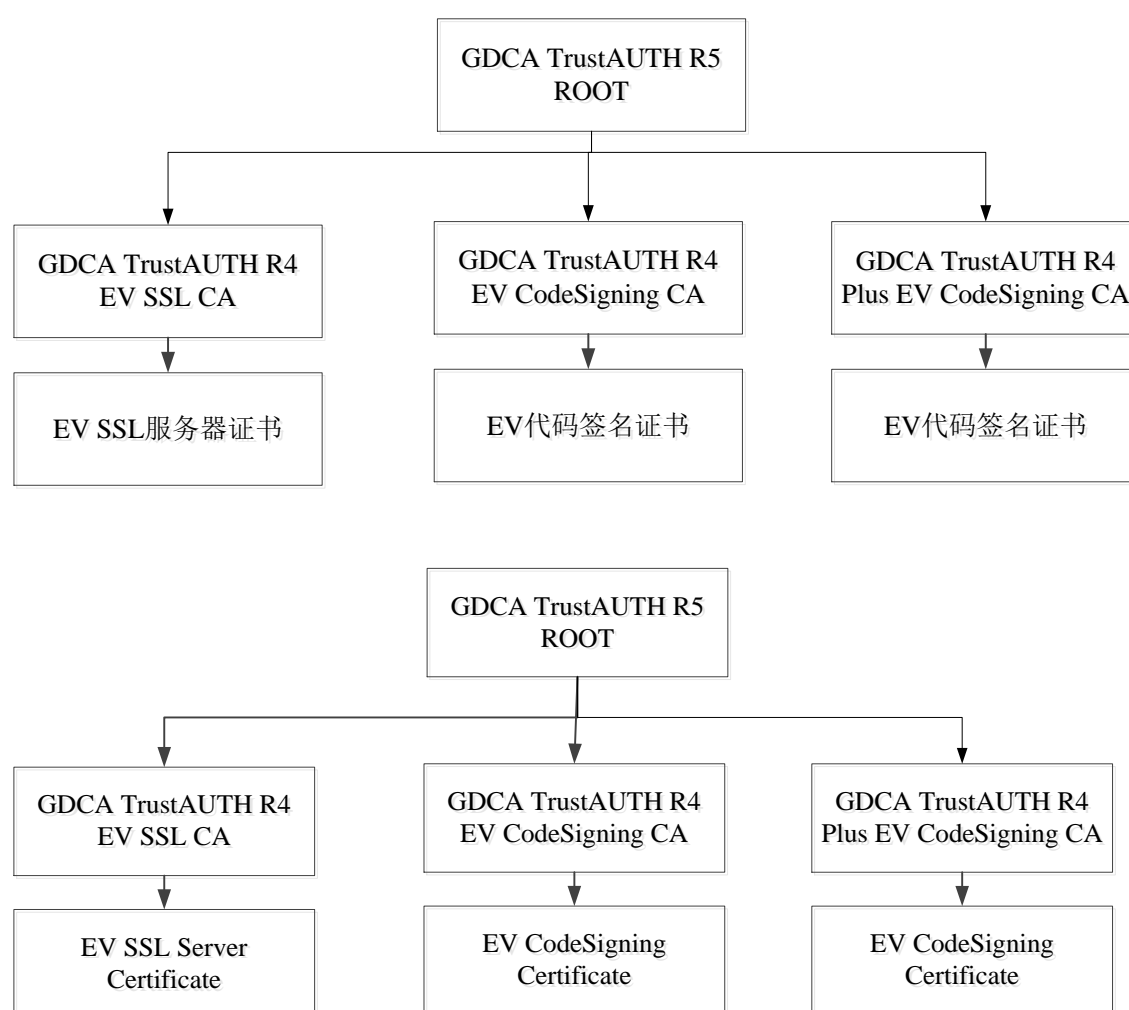 GDCA TrustAUTH R5
ROOT
GDCA TrustAUTH R4
EV SSL CA
GDCA TrustAUTH R4
EV CodeSigning CA
GDCA TrustAUTH R4
Plus EV CodeSigning CA
EV SSL服务器证书
EV代码签名证书
EV代码签名证书
GDCA TrustAUTH R5
ROOT
GDCA TrustAUTH R4
EV SSL CA
GDCA TrustAUTH R4
EV CodeSigning CA
GDCA TrustAUTH R4
Plus EV CodeSigning CA
EV SSL Server
Certificate
EV CodeSigning
Certificate
EV CodeSigning
Certificate